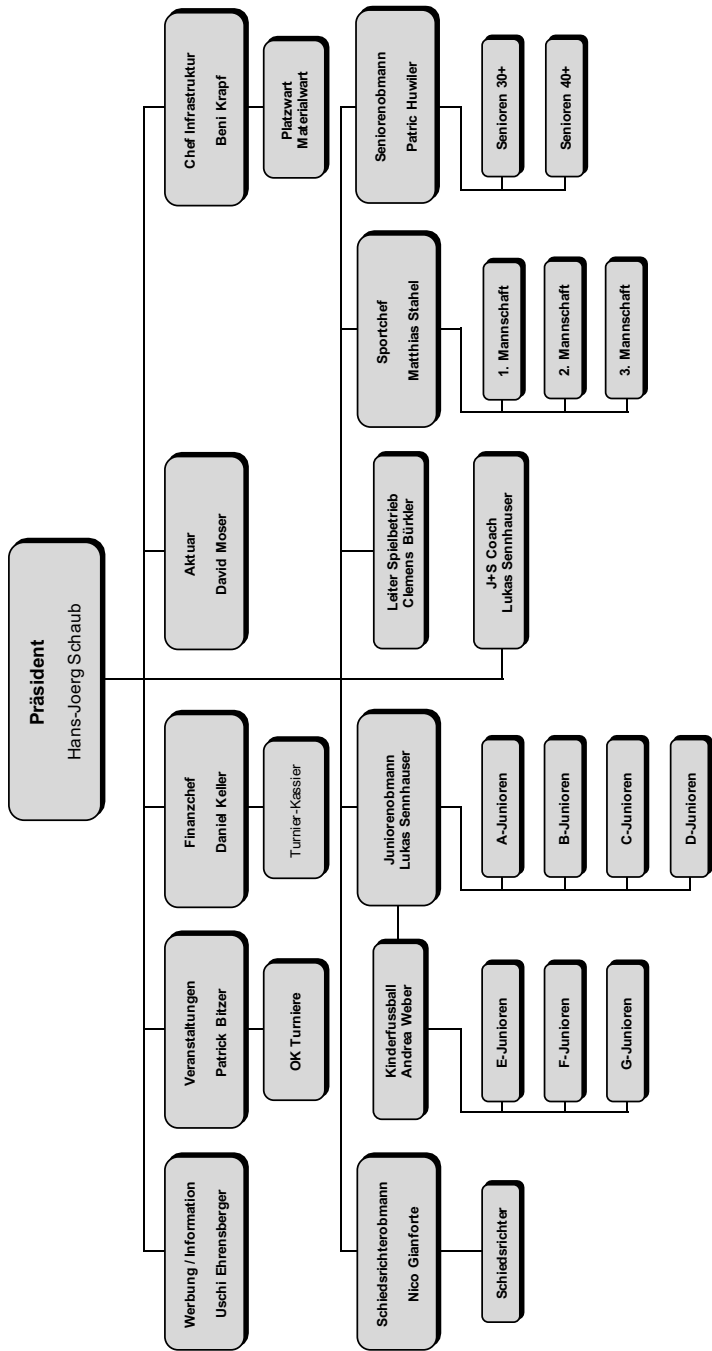 Präsident
Hans-Joerg Schaub
Werbung / Information
Uschi Ehrensberger
Veranstaltungen
Patrick Bitzer
OK Turniere
Finanzchef
Daniel Keller
Turnier-Kassier
Aktuar
David Moser
Chef Infrastruktur
Beni Krapf
Platzwart
Materialwart
Schiedsrichterobmann
Nico Gianforte
Schiedsrichter
Kinderfussball
Andrea Weber
E-Junioren
F-Junioren
G-Junioren
Juniorenobmann
Lukas Sennhauser
A-Junioren
B-Junioren
C-Junioren
D-Junioren
Leiter Spielbetrieb
Clemens Bürkler
J+S Coach
Lukas Sennhauser
Sportchef
Matthias Stahel
1. Mannschaft
2. Mannschaft
3. Mannschaft
Seniorenobmann
Patric Huwiler
Senioren 30+
Senioren 40+